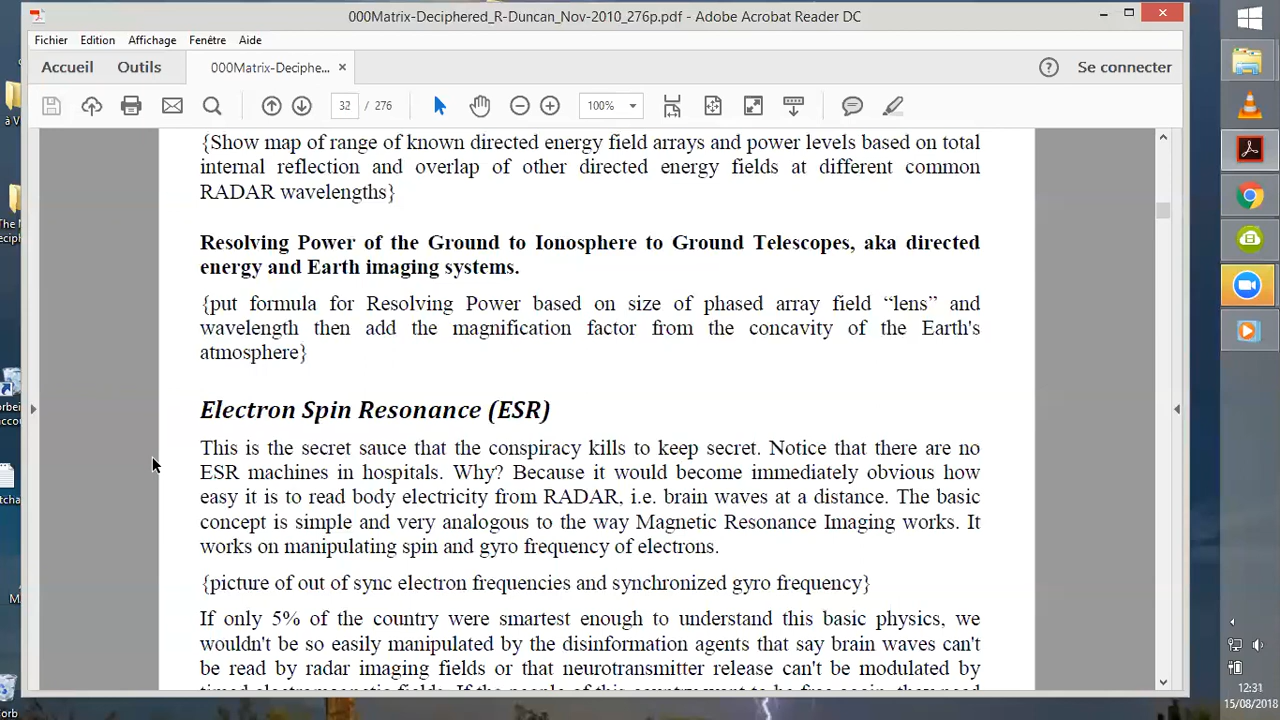 000Matrix-Deciphered_R-Duncan_Nov-2010_276p.pdf - Adobe Acrobat Reader DC
Fichier Edition Affichage Fenêtre Aide
Accueil Outils 000Matrix-Deciphe... × ? Se connecter
32 / 276 100%
{Show map of range of known directed energy field arrays and power levels based on total
internal reflection and overlap of other directed energy fields at different common
RADAR wavelengths}
Resolving Power of the Ground to Ionosphere to Ground Telescopes, aka directed
energy and Earth imaging systems.
{put formula for Resolving Power based on size of phased array field “lens” and
wavelength then add the magnification factor from the concavity of the Earth's
atmosphere}
Electron Spin Resonance (ESR)
This is the secret sauce that the conspiracy kills to keep secret. Notice that there are no
ESR machines in hospitals. Why? Because it would become immediately obvious how
easy it is to read body electricity from RADAR, i.e. brain waves at a distance. The basic
concept is simple and very analogous to the way Magnetic Resonance Imaging works. It
works on manipulating spin and gyro frequency of electrons.
{picture of out of sync electron frequencies and synchronized gyro frequency}
If only 5% of the country were smartest enough to understand this basic physics, we
wouldn't be so easily manipulated by the disinformation agents that say brain waves can't
be read by radar imaging fields or that neurotransmitter release can't be modulated by
12:31
15/08/2018